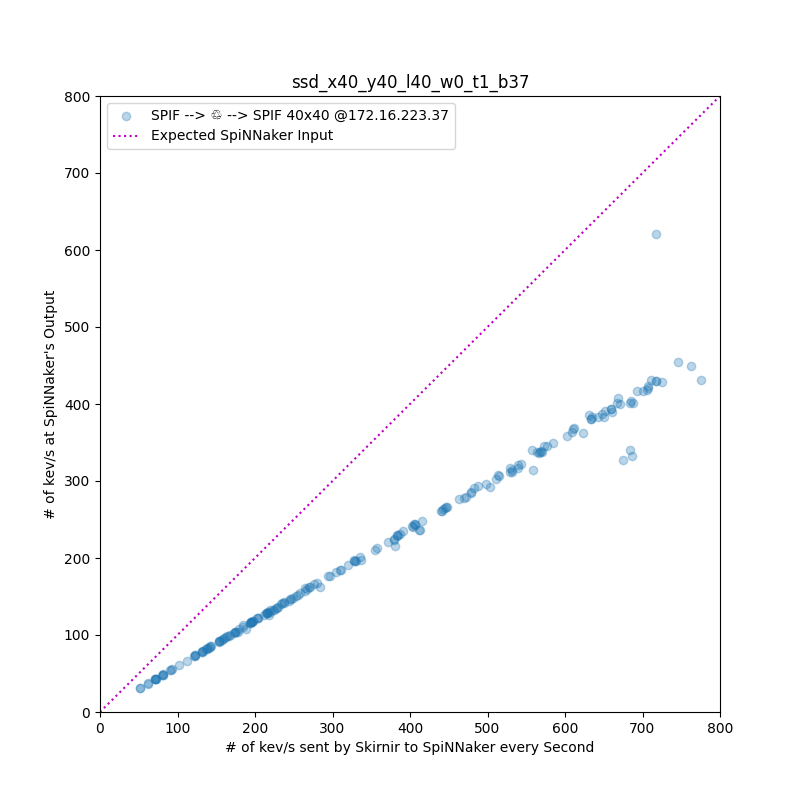 ssd_x40_y40_l40_w0_t1_b37
800
700
600
500
400
300
200
100
0
# of kev/s at SpiNNaker's Output
SPIF --> ♲ --> SPIF 40x40 @172.16.223.37
Expected SpiNNaker Input
0 100 200 300 400 500 600 700 800
# of kev/s sent by Skirnir to SpiNNaker every Second